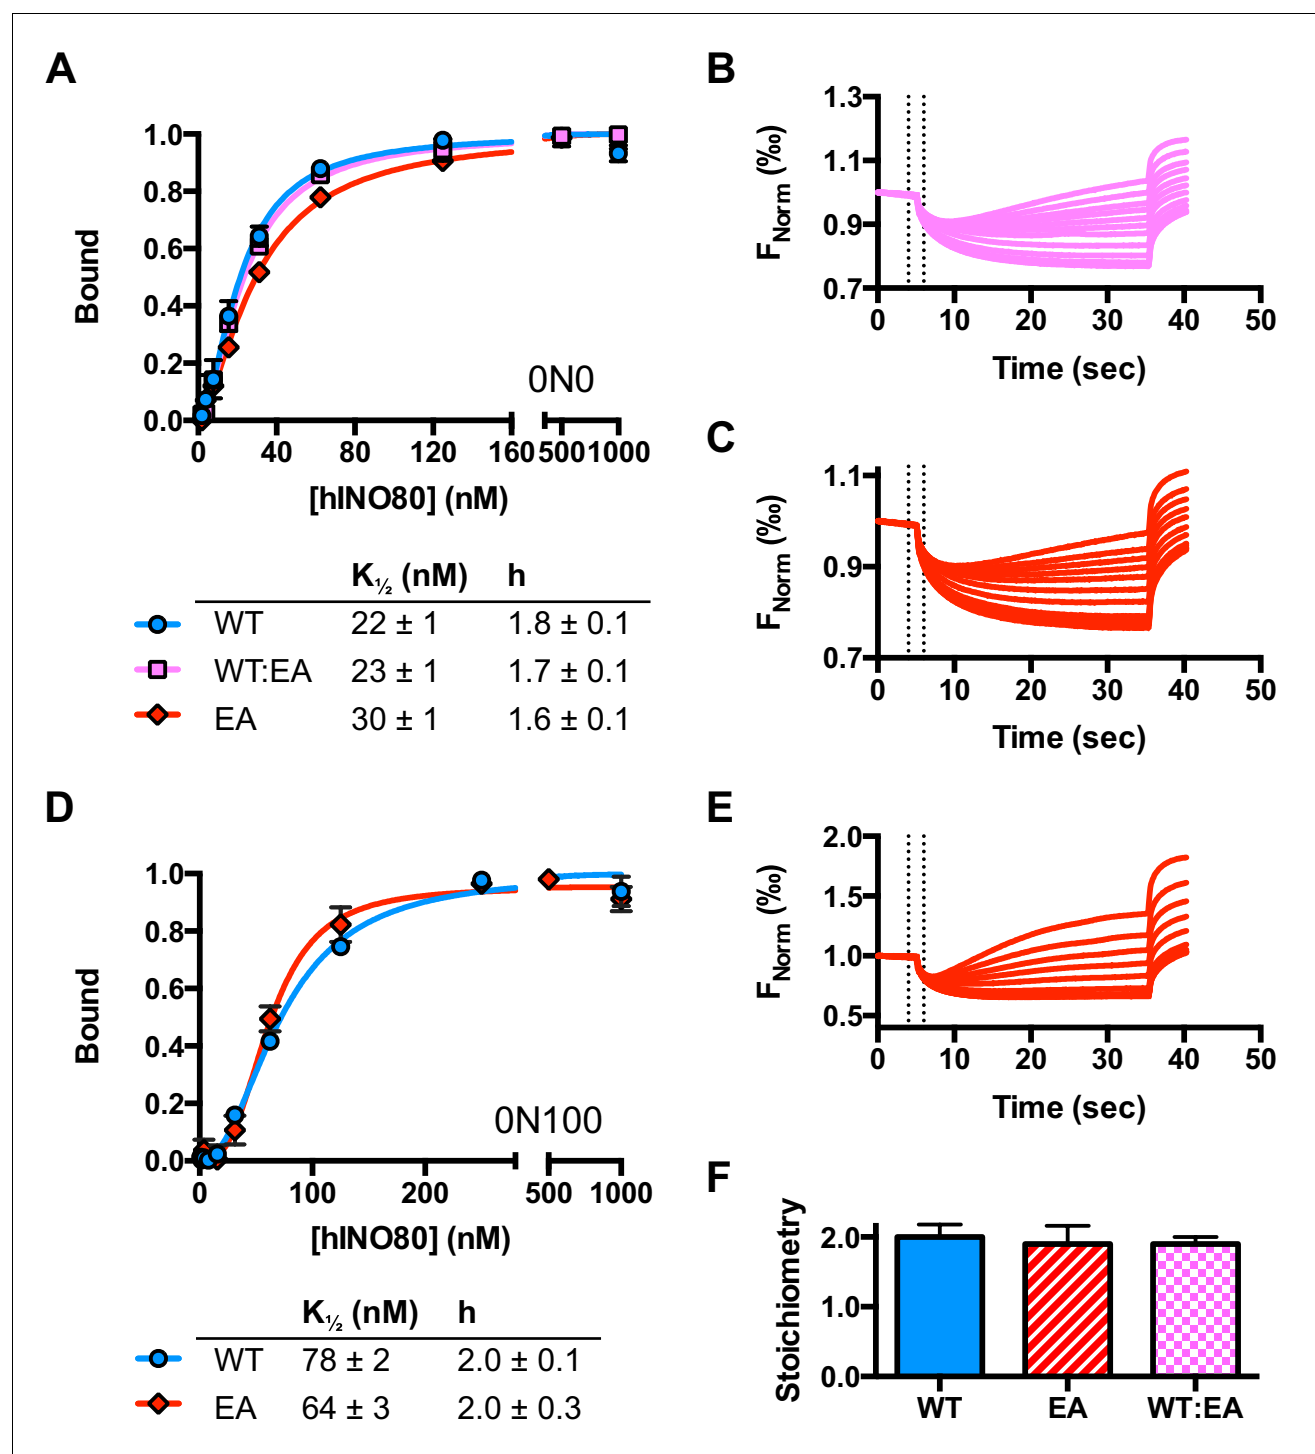 A
1.0
0.8
0.6
0.4
0.2
0.0
Bound
0N0
0 40 80 120 160 500 1000
[hINO80] (nM)
K½ (nM) h
WT 22 ± 1 1.8 ± 0.1
WT:EA 23 ± 1 1.7 ± 0.1
EA 30 ± 1 1.6 ± 0.1
B
1.3
1.1
0.9
0.7
FNorm (‰)
0 10 20 30 40 50
Time (sec)
C
1.1
0.9
0.7
FNorm (‰)
0 10 20 30 40 50
Time (sec)
D
1.0
0.8
0.6
0.4
0.2
0.0
Bound
0N100
0 100 200 500 1000
[hINO80] (nM)
K½ (nM) h
WT 78 ± 2 2.0 ± 0.1
EA 64 ± 3 2.0 ± 0.3
E
2.0
1.5
1.0
0.5
FNorm (‰)
0 10 20 30 40 50
Time (sec)
F
2.0
1.0
0.0
Stoichiometry
WT EA WT:EA